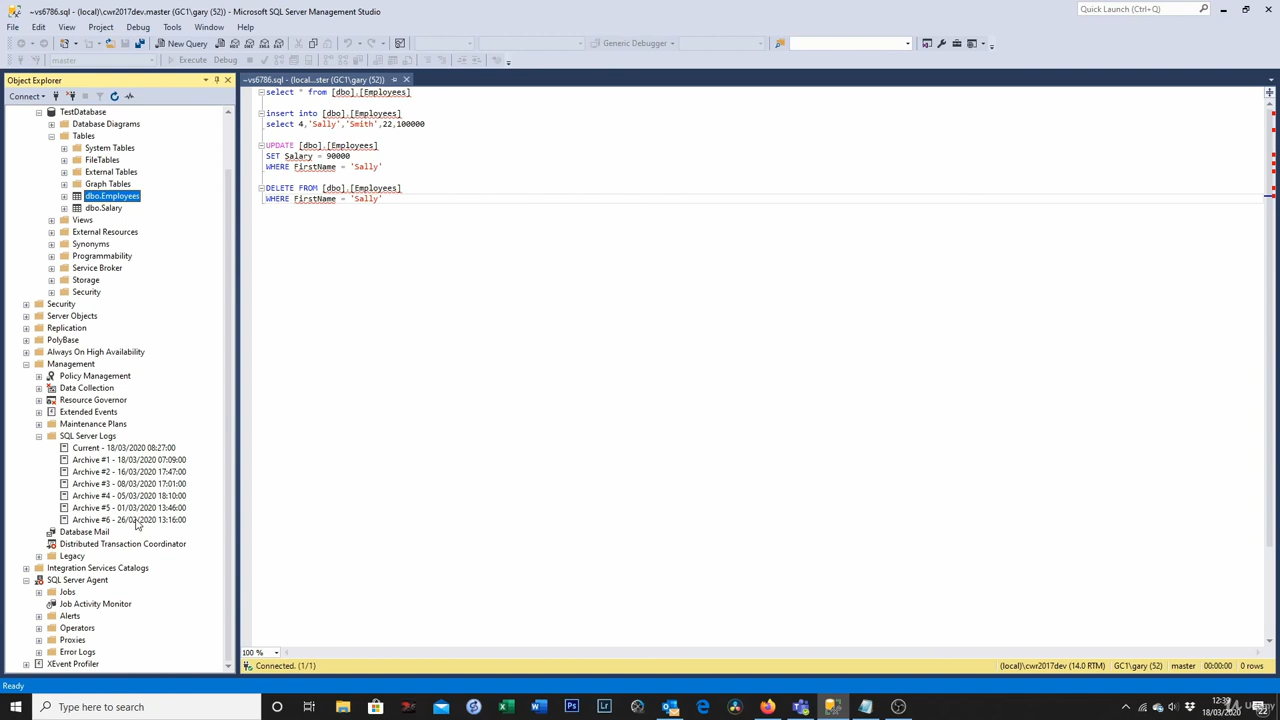 ~vs6786.sql - (local)\cwr2017dev.master (GC1\gary (52)) - Microsoft SQL Server Management Studio
Quick Launch (Ctrl+Q)
File Edit View Project Debug Tools Window Help
New Query
Generic Debugger
master
Execute Debug
Object Explorer
~vs6786.sql - (local...ster (GC1\gary (52))
Connect
TestDatabase
Database Diagrams
Tables
System Tables
FileTables
External Tables
Graph Tables
dbo.Employees
dbo.Salary
Views
External Resources
Synonyms
Programmability
Service Broker
Storage
Security
Security
Server Objects
Replication
PolyBase
Always On High Availability
Management
Policy Management
Data Collection
Resource Governor
Extended Events
Maintenance Plans
SQL Server Logs
Current - 18/03/2020 08:27:00
Archive #1 - 18/03/2020 07:09:00
Archive #2 - 16/03/2020 17:47:00
Archive #3 - 08/03/2020 17:01:00
Archive #4 - 05/03/2020 18:10:00
Archive #5 - 01/03/2020 13:46:00
Archive #6 - 26/02/2020 13:16:00
Database Mail
Distributed Transaction Coordinator
Legacy
Integration Services Catalogs
SQL Server Agent
Jobs
Job Activity Monitor
Alerts
Operators
Proxies
Error Logs
XEvent Profiler
select * from [dbo].[Employees]
insert into [dbo].[Employees]
select 4,'Sally','Smith',22,100000
UPDATE [dbo].[Employees]
SET Salary = 90000
WHERE FirstName = 'Sally'
DELETE FROM [dbo].[Employees]
WHERE FirstName = 'Sally'
100 %
Connected. (1/1)
(local)\cwr2017dev (14.0 RTM) GC1\gary (52) master 00:00:00 0 rows
Ready
Type here to search
18/03/2020
Udemy